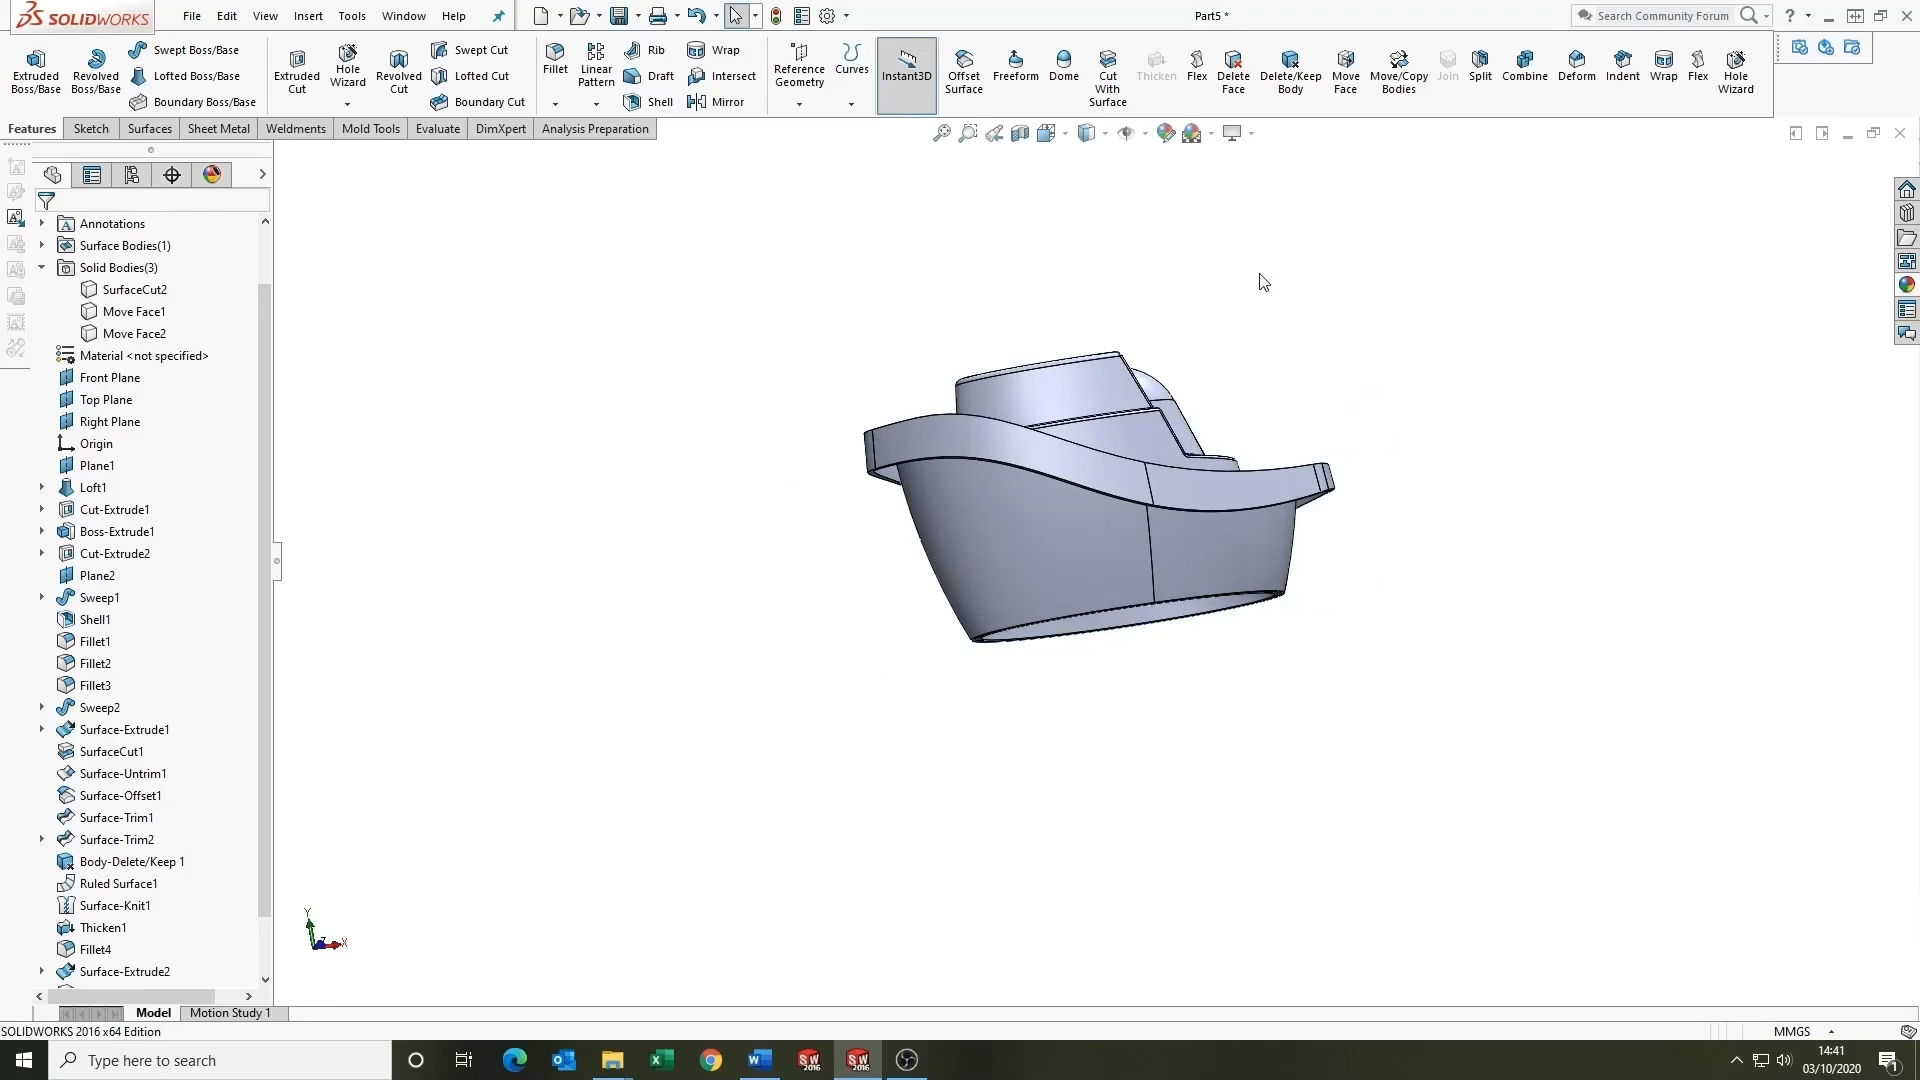 SOLIDWORKS
File Edit View Insert Tools Window Help
Part5 *
Search Community Forum
Extruded Boss/Base
Revolved Boss/Base
Swept Boss/Base
Lofted Boss/Base
Boundary Boss/Base
Extruded Cut
Hole Wizard
Revolved Cut
Swept Cut
Lofted Cut
Boundary Cut
Fillet
Linear Pattern
Rib
Draft
Shell
Wrap
Intersect
Mirror
Reference Geometry
Curves
Instant3D
Offset Surface
Freeform
Dome
Cut With Surface
Thicken
Flex
Delete Face
Delete/Keep Body
Move Face
Move/Copy Bodies
Join
Split
Combine
Deform
Indent
Wrap
Flex
Hole Wizard
Features Sketch Surfaces Sheet Metal Weldments Mold Tools Evaluate DimXpert Analysis Preparation
Annotations
Surface Bodies(1)
Solid Bodies(3)
SurfaceCut2
Move Face1
Move Face2
Material <not specified>
Front Plane
Top Plane
Right Plane
Origin
Plane1
Loft1
Cut-Extrude1
Boss-Extrude1
Cut-Extrude2
Plane2
Sweep1
Shell1
Fillet1
Fillet2
Fillet3
Sweep2
Surface-Extrude1
SurfaceCut1
Surface-Untrim1
Surface-Offset1
Surface-Trim1
Surface-Trim2
Body-Delete/Keep 1
Ruled Surface1
Surface-Knit1
Thicken1
Fillet4
Surface-Extrude2
Y
Z
X
Model Motion Study 1
SOLIDWORKS 2016 x64 Edition
MMGS
Type here to search
SW 2016
SW 2016
14:41
03/10/2020
1